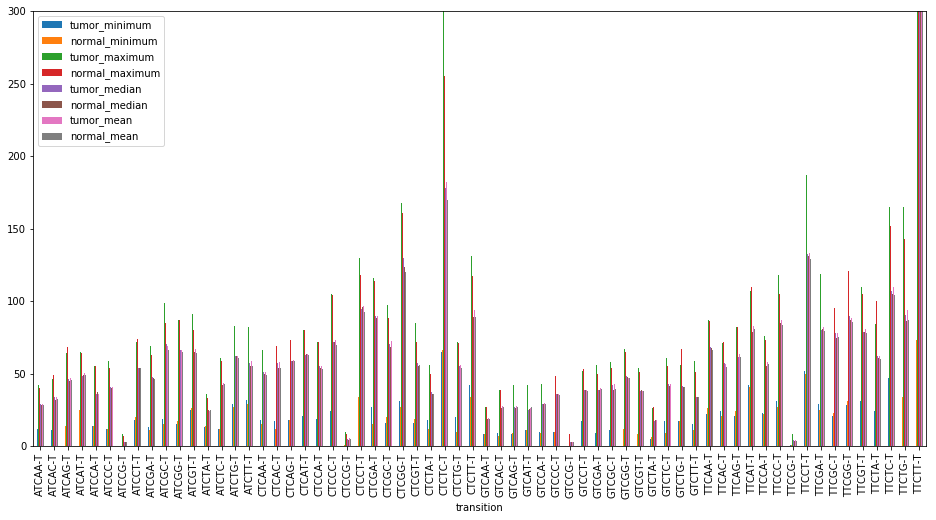 300
250
200
150
100
50
0
tumor_minimum
normal_minimum
tumor_maximum
normal_maximum
tumor_median
normal_median
tumor_mean
normal_mean
ATCAA-T
ATCAC-T
ATCAG-T
ATCAT-T
ATCCA-T
ATCCC-T
ATCCG-T
ATCCT-T
ATCGA-T
ATCGC-T
ATCGG-T
ATCGT-T
ATCTA-T
ATCTC-T
ATCTG-T
ATCTT-T
CTCAA-T
CTCAC-T
CTCAG-T
CTCAT-T
CTCCA-T
CTCCC-T
CTCCG-T
CTCCT-T
CTCGA-T
CTCGC-T
CTCGG-T
CTCGT-T
CTCTA-T
CTCTC-T
CTCTG-T
CTCTT-T
GTCAA-T
GTCAC-T
GTCAG-T
GTCAT-T
GTCCA-T
GTCCC-T
GTCCG-T
GTCCT-T
GTCGA-T
GTCGC-T
GTCGG-T
GTCGT-T
GTCTA-T
GTCTC-T
GTCTG-T
GTCTT-T
TTCAA-T
TTCAC-T
TTCAG-T
TTCAT-T
TTCCA-T
TTCCC-T
TTCCG-T
TTCCT-T
TTCGA-T
TTCGC-T
TTCGG-T
TTCGT-T
TTCTA-T
TTCTC-T
TTCTG-T
TTCTT-T
transition